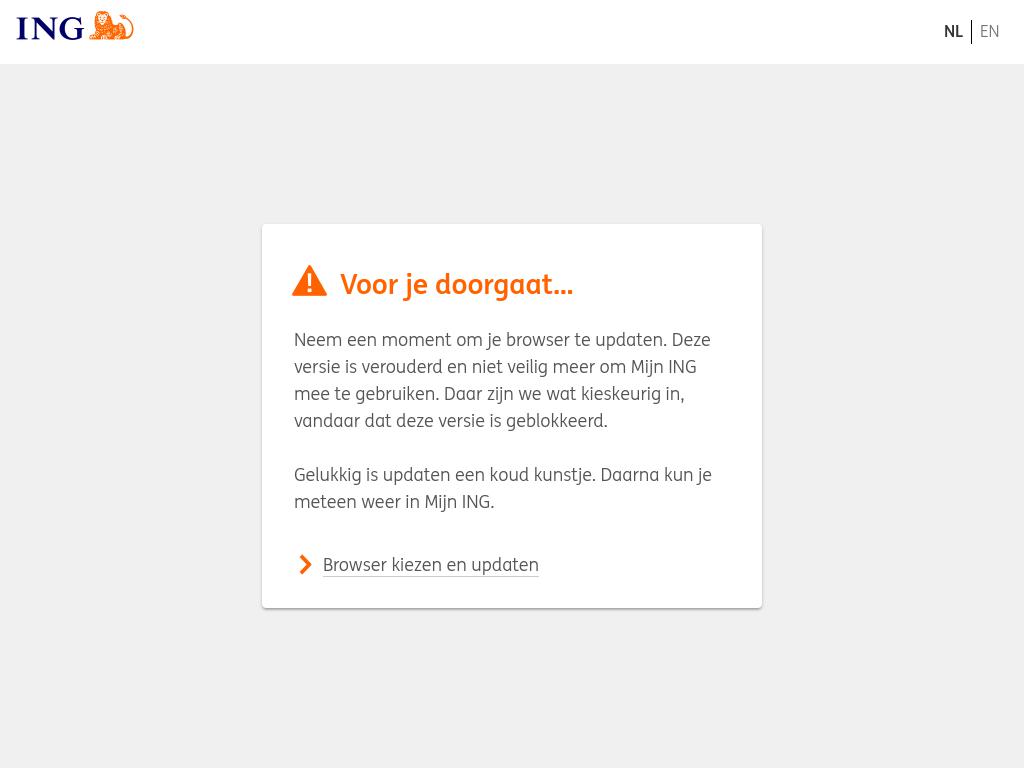 ING
NL
EN
Voor je doorgaat...
Neem een moment om je browser te updaten. Deze
versie is verouderd en niet veilig meer om Mijn ING
mee te gebruiken. Daar zijn we wat kieskeurig in,
vandaar dat deze versie is geblokkeerd.
Gelukkig is updaten een koud kunstje. Daarna kun je
meteen weer in Mijn ING.
Browser kiezen en updaten